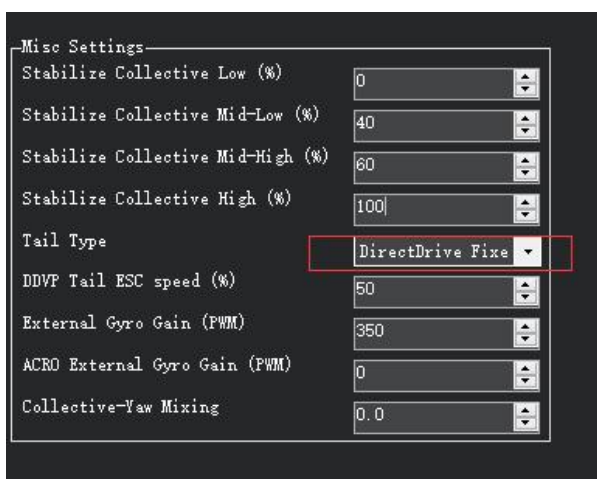 Misc Settings
Stabilize Collective Low (%) 0
Stabilize Collective Mid-Low (%) 40
Stabilize Collective Mid-High (%) 60
Stabilize Collective High (%) 100
Tail Type DirectDrive Fixe
DDVP Tail ESC speed (%) 50
External Gyro Gain (PWM) 350
ACRO External Gyro Gain (PWM) 0
Collective-Yaw Mixing 0.0